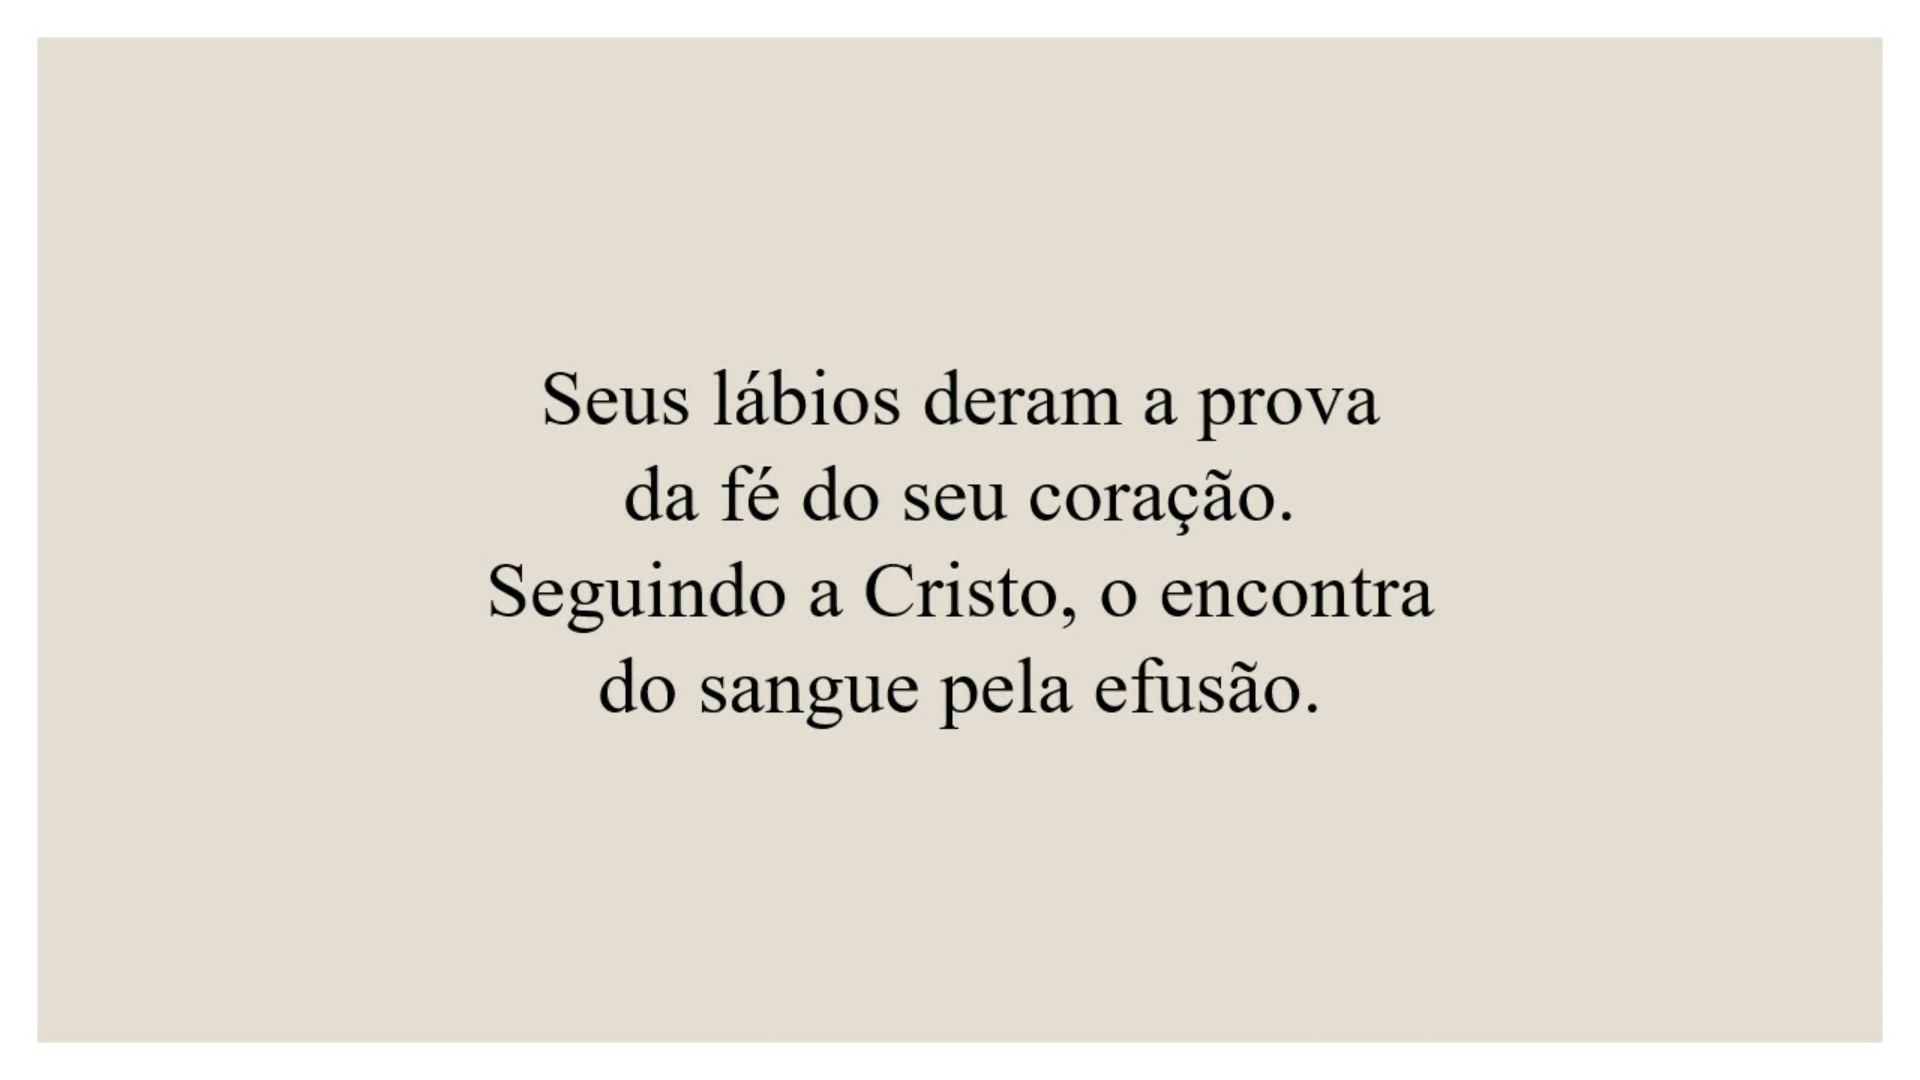 Seus lábios deram a prova
da fé do seu coração.
Seguindo a Cristo, o encontra
do sangue pela efusão.